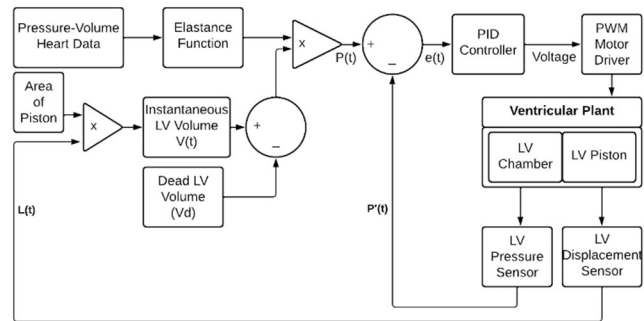 Pressure-Volume
Heart Data
Elastance
Function
x
P(t)
+
−
e(t)
PID
Controller
Voltage
PWM
Motor
Driver
Area
of
Piston
x
Instantaneous
LV Volume
V(t)
+
−
Dead LV
Volume
(Vd)
Ventricular Plant
LV
Chamber
LV Piston
L(t)
P'(t)
LV
Pressure
Sensor
LV
Displacement
Sensor